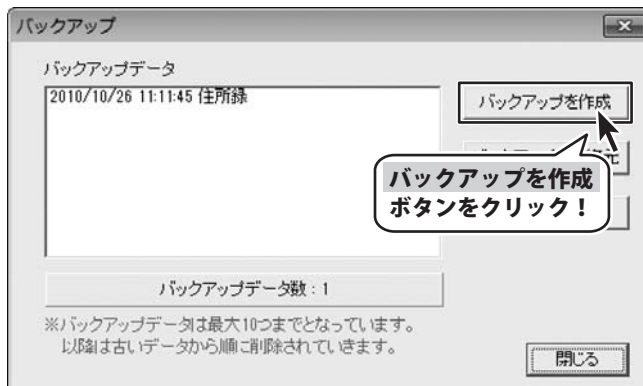 バックアップ
バックアップデータ
2010/10/26 11:11:45 住所録
バックアップを作成
バックアップを作成
ボタンをクリック！
バックアップデータ数：1
※バックアップデータは最大10つまでとなっています。
以降は古いデータから順に削除されていきます。
閉じる